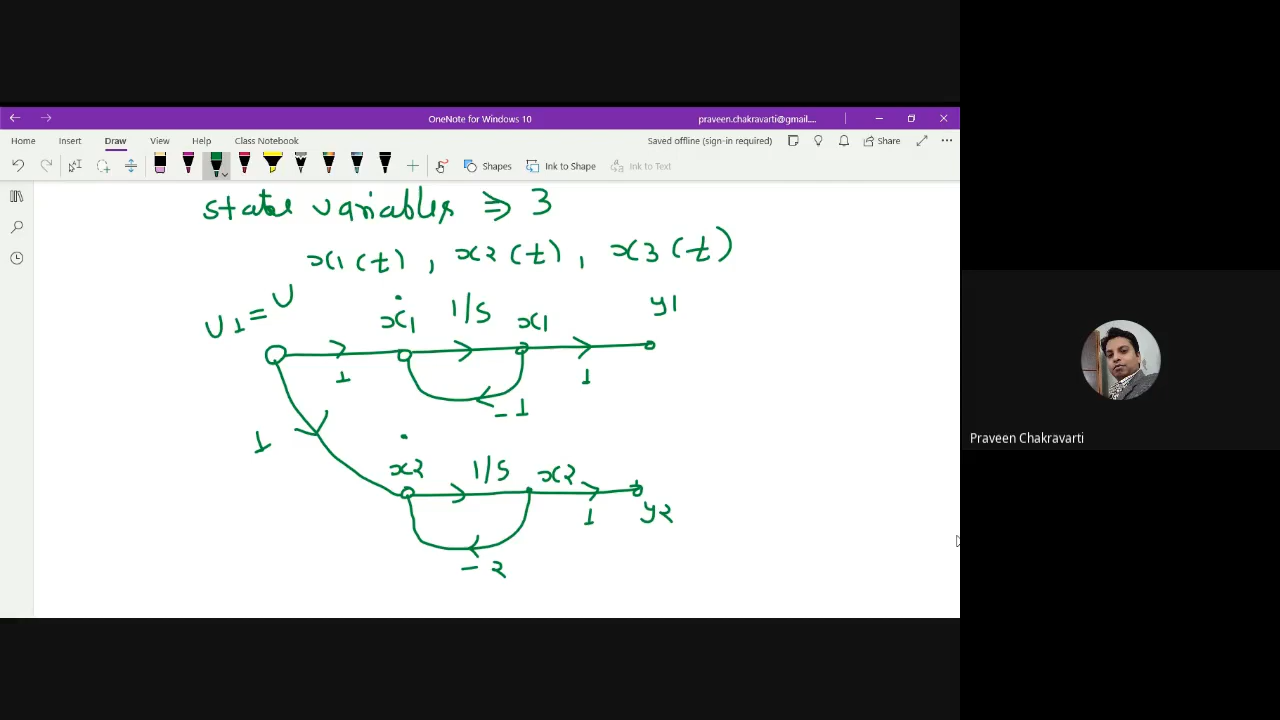 OneNote for Windows 10
praveen.chakravarti@gmail....
Home Insert Draw View Help Class Notebook
Saved offline (sign-in required)
Share
Shapes Ink to Shape Ink to Text
state variables ⇒ 3
x1(t), x2(t), x3(t)
U1 = U
ẋ1 1/S x1 y1
1 1
-1
1
ẋ2 1/S x2
1 y2
-2
Praveen Chakravarti